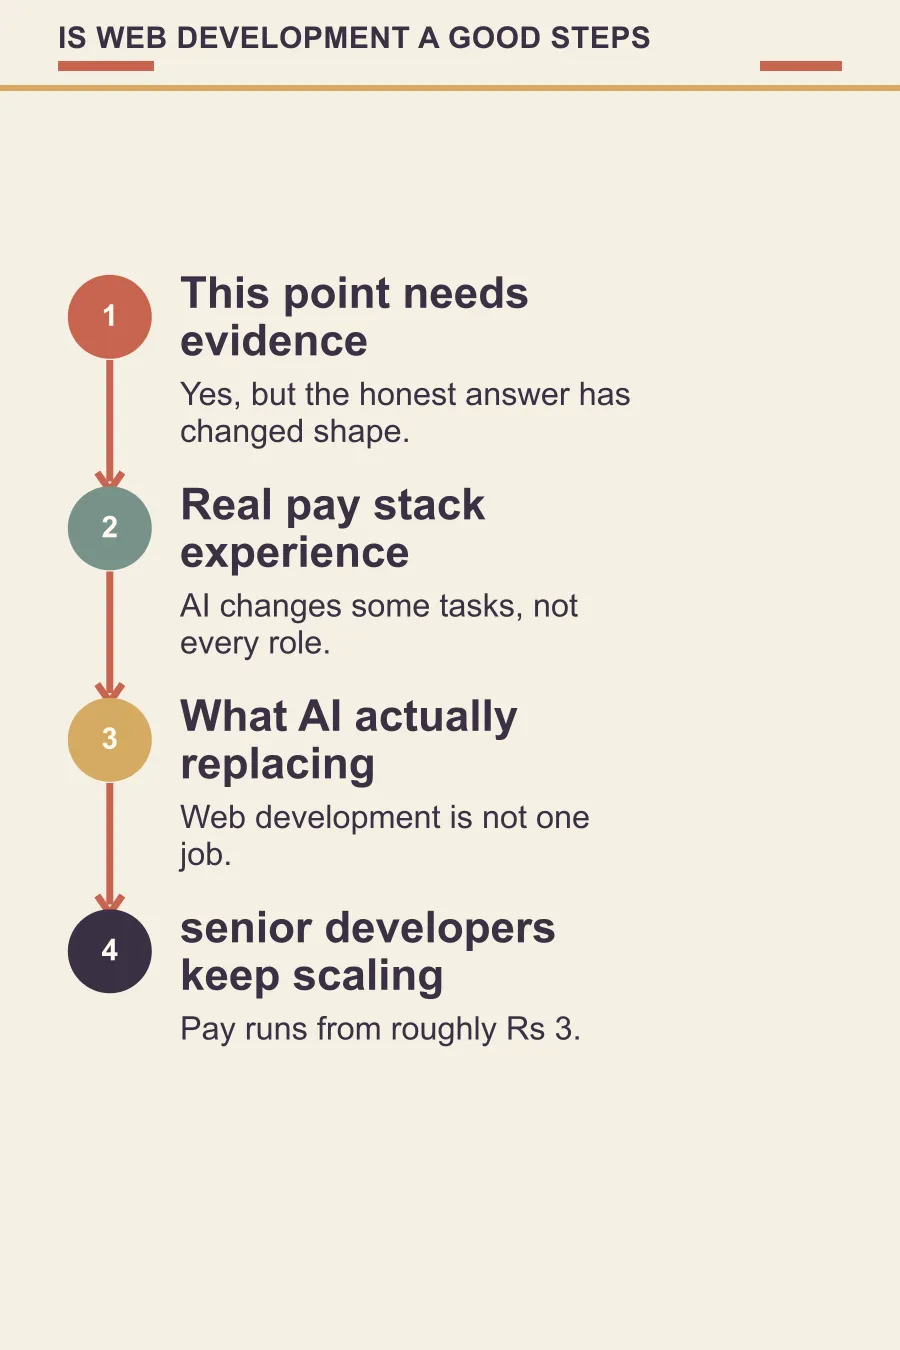 IS WEB DEVELOPMENT A GOOD STEPS
1
This point needs
evidence
Yes, but the honest answer has
changed shape.
2
Real pay stack
experience
AI changes some tasks, not
every role.
3
What AI actually
replacing
Web development is not one
job.
4
senior developers
keep scaling
Pay runs from roughly Rs 3.